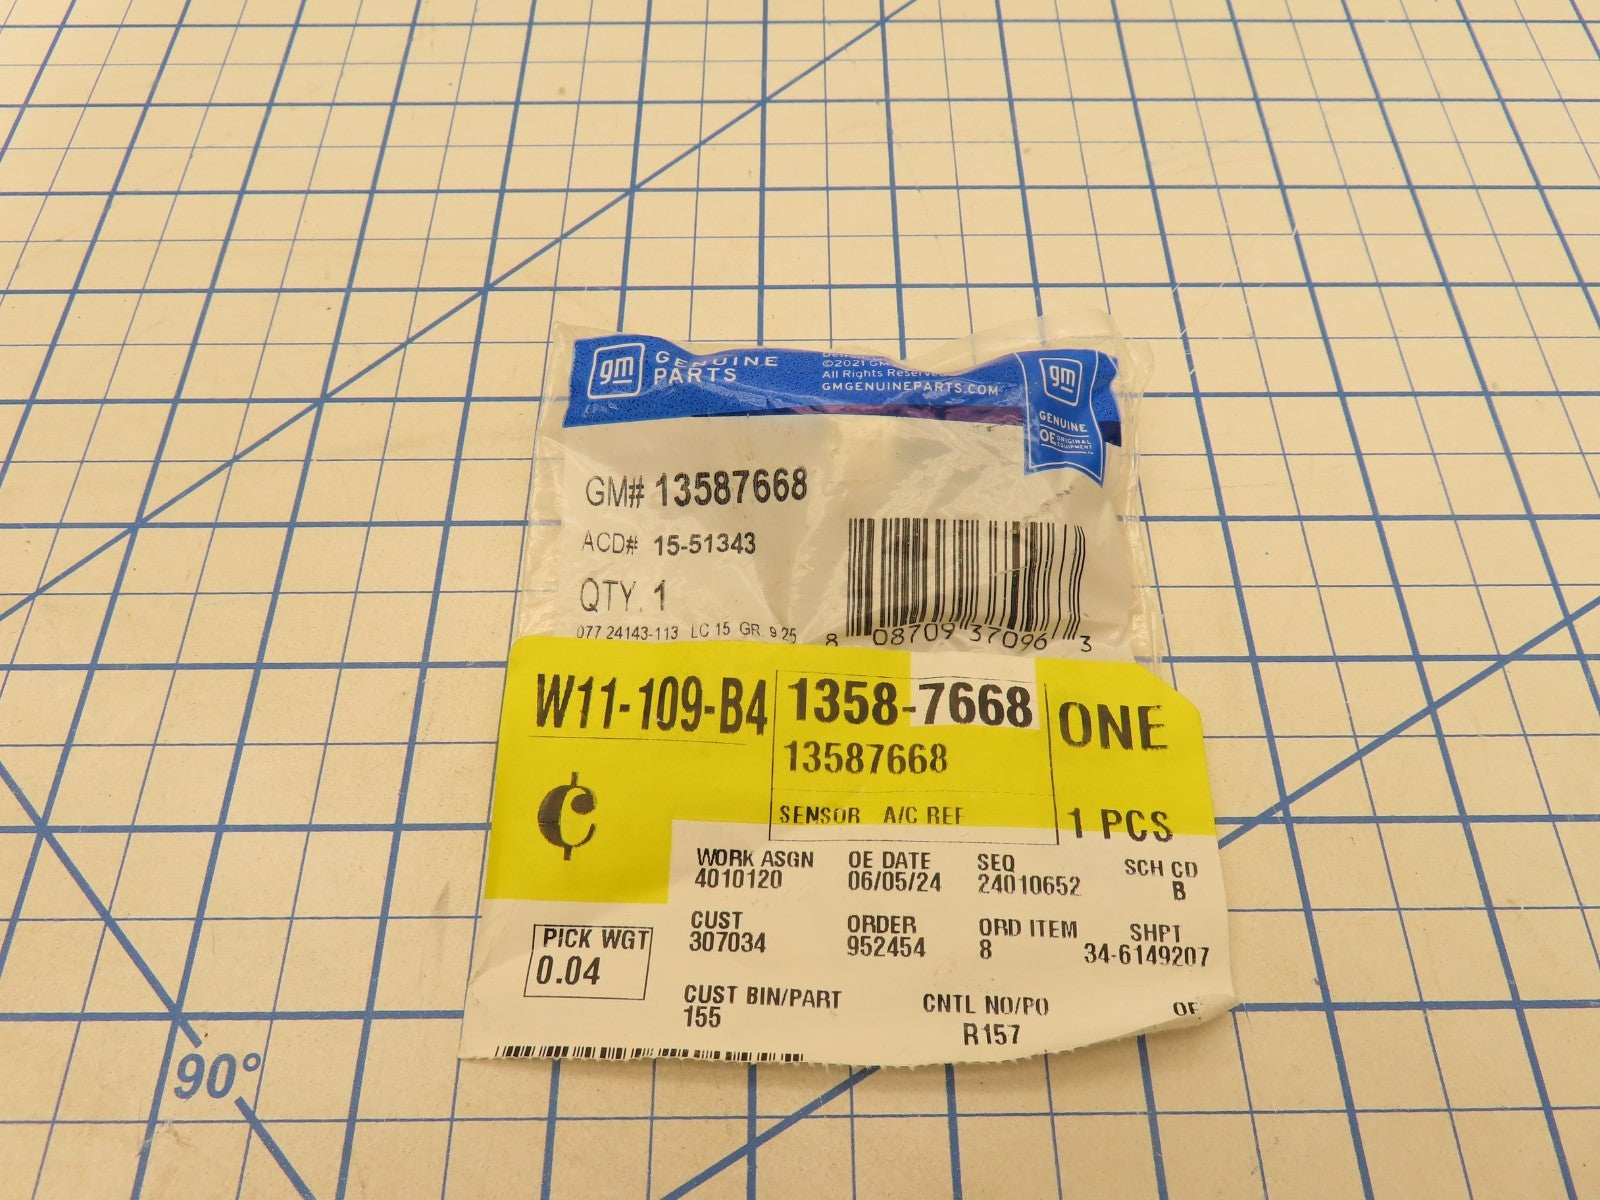 gm GENUINE PARTS
©2021 GM
All Rights Reserved
GMGENUINEPARTS.COM
gm
GENUINE
OE ORIGINAL EQUIPMENT
GM# 13587668
ACD# 15-51343
QTY. 1
077 24143-113 LC 15 GR. 9.25
8 08709 37096 3
W11-109-B4
1358-7668
13587668
SENSOR A/C REF
ONE
1 PCS
¢
WORK ASGN OE DATE SEQ SCH CD
4010120 06/05/24 24010652 B
CUST ORDER ORD ITEM SHPT
307034 952454 8 34-6149207
PICK WGT
0.04
CUST BIN/PART CNTL NO/PO OE
155 R157
90°